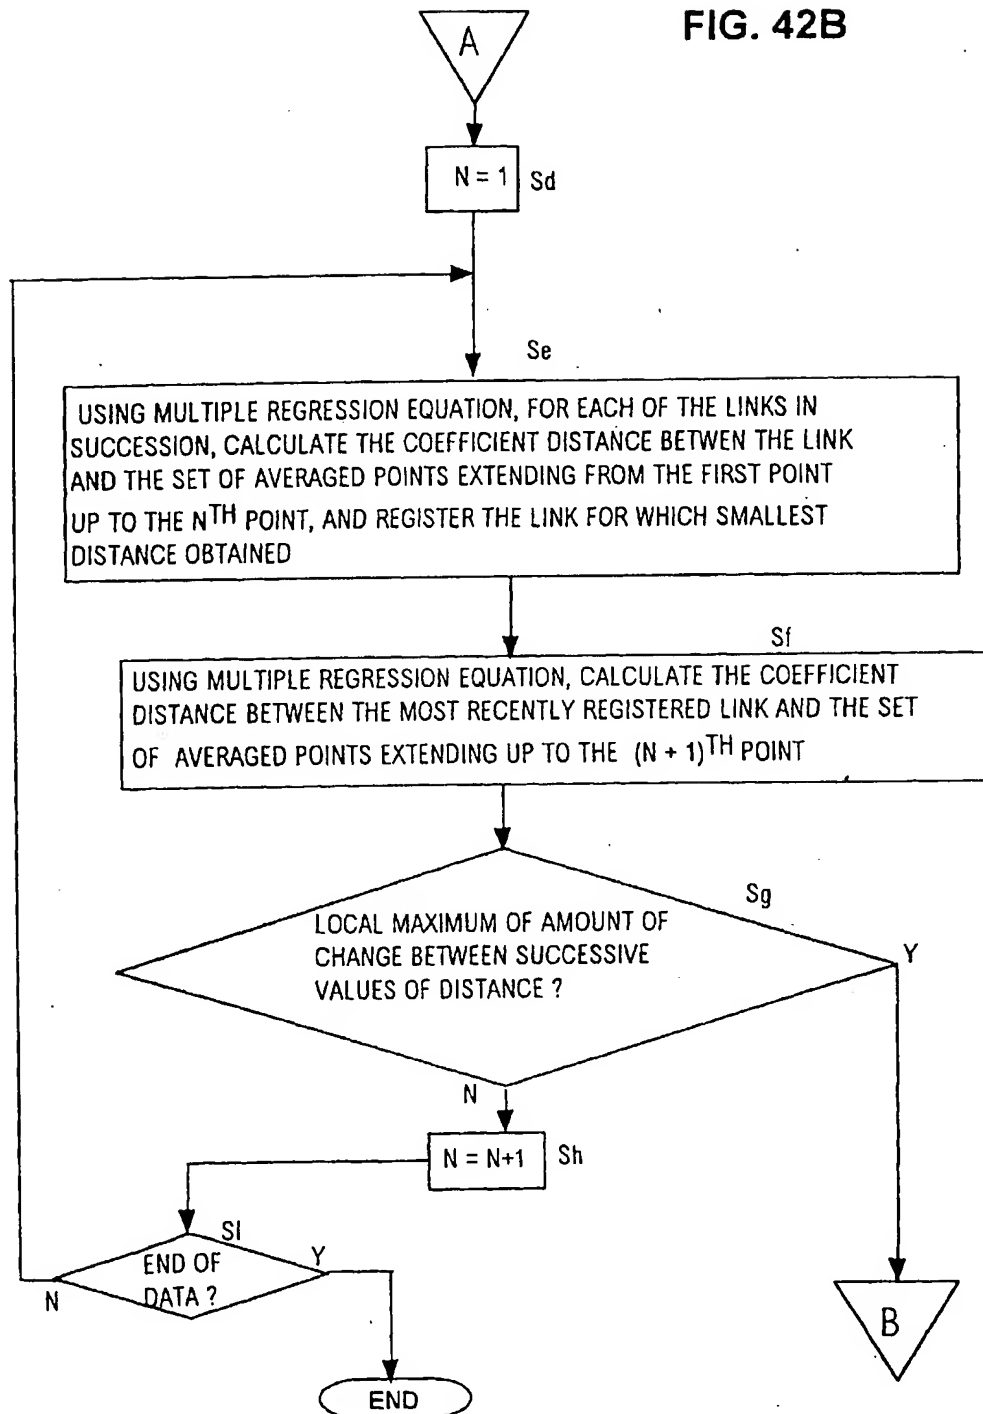 FIG. 42B
A
N = 1 Sd
Se
USING MULTIPLE REGRESSION EQUATION, FOR EACH OF THE LINKS IN
SUCCESSION, CALCULATE THE COEFFICIENT DISTANCE BETWEN THE LINK
AND THE SET OF AVERAGED POINTS EXTENDING FROM THE FIRST POINT
UP TO THE NTH POINT, AND REGISTER THE LINK FOR WHICH SMALLEST
DISTANCE OBTAINED
Sf
USING MULTIPLE REGRESSION EQUATION, CALCULATE THE COEFFICIENT
DISTANCE BETWEEN THE MOST RECENTLY REGISTERED LINK AND THE SET
OF AVERAGED POINTS EXTENDING UP TO THE (N + 1)TH POINT
Sg
LOCAL MAXIMUM OF AMOUNT OF
CHANGE BETWEEN SUCCESSIVE
VALUES OF DISTANCE ?
Y
N
N = N+1 Sh
SI
END OF
DATA ?
Y
N
B
END